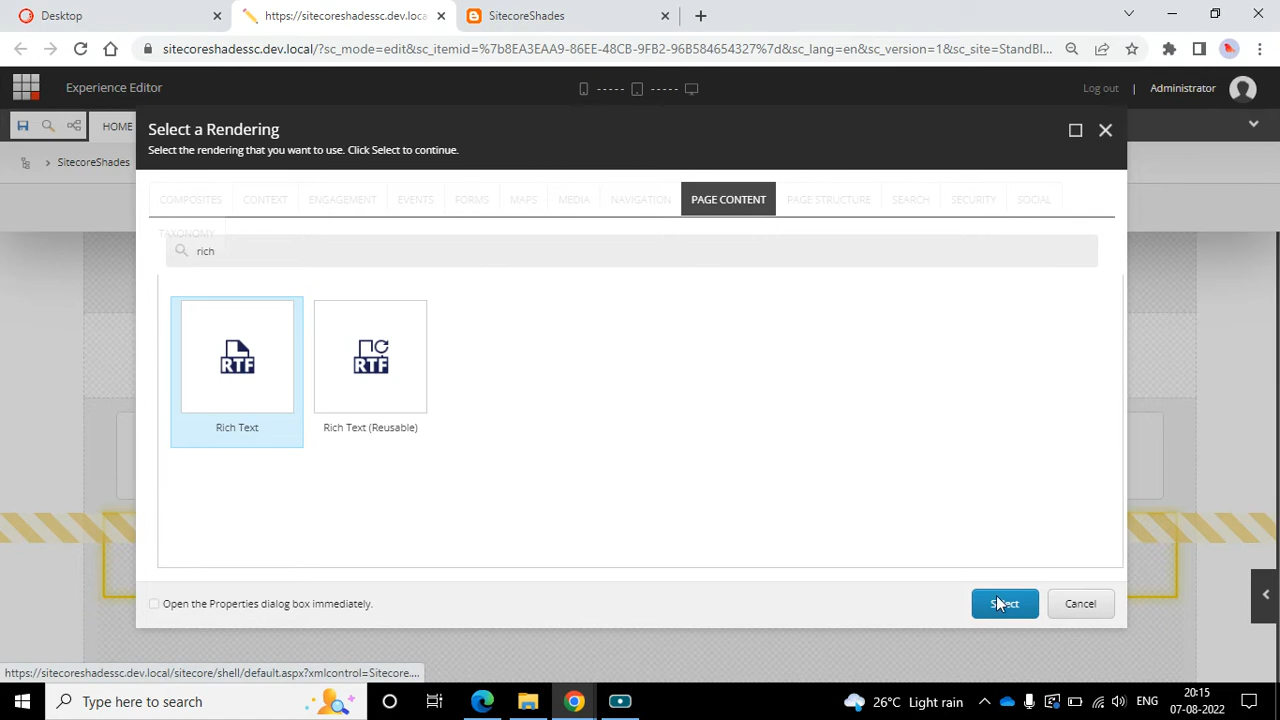 Desktop
https://sitecoreshadessc.dev.loca
SitecoreShades
sitecoreshadessc.dev.local/?sc_mode=edit&sc_itemid=%7b8EA3EAA9-86EE-48CB-9FB2-96B584654327%7d&sc_lang=en&sc_version=1&sc_site=StandBl...
Experience Editor
Log out | Administrator
HOME
Select a Rendering
Select the rendering that you want to use. Click Select to continue.
SitecoreShades
COMPOSITES CONTEXT ENGAGEMENT EVENTS FORMS MAPS MEDIA NAVIGATION PAGE CONTENT PAGE STRUCTURE SEARCH SECURITY SOCIAL
TAXONOMY
rich
RTF RTF
Rich Text Rich Text (Reusable)
Open the Properties dialog box immediately.
Select Cancel
https://sitecoreshadessc.dev.local/sitecore/shell/default.aspx?xmlcontrol=Sitecore....
Type here to search
26°C Light rain
ENG
20:15
07-08-2022